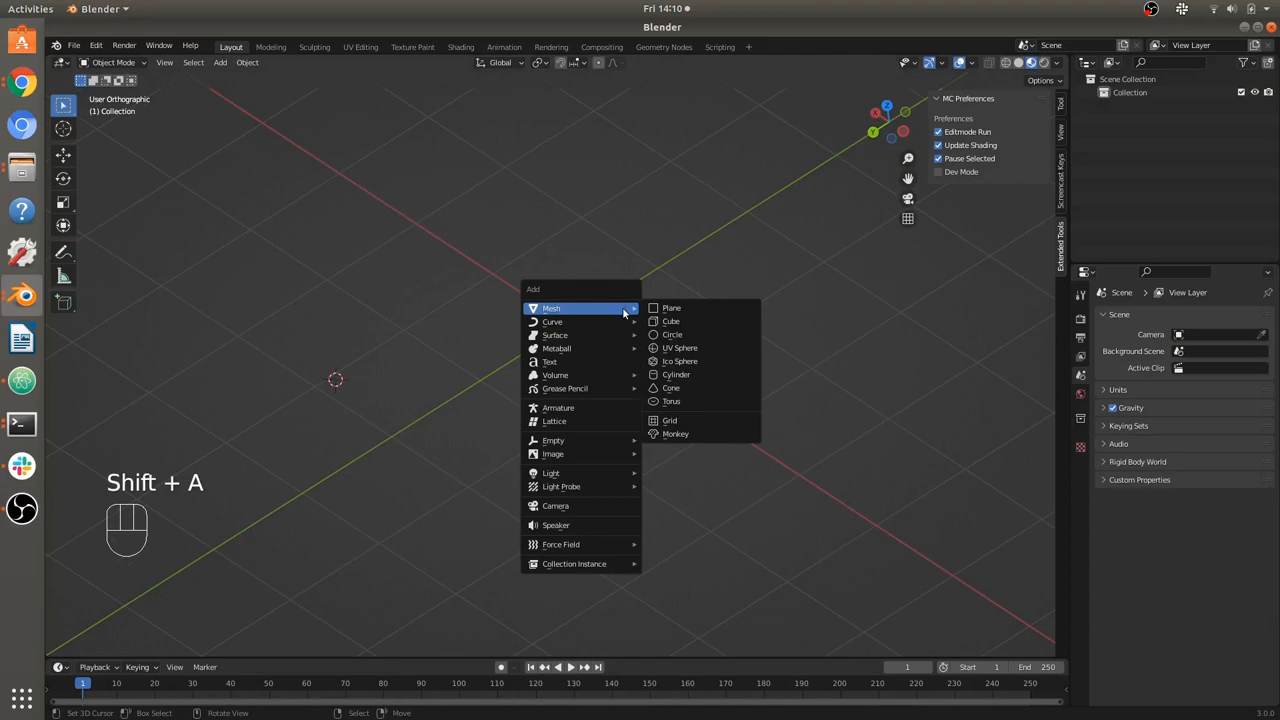 Activities
Blender
Fri 14:10
Blender
File
Edit
Render
Window
Help
Layout
Modeling
Sculpting
UV Editing
Texture Paint
Shading
Animation
Rendering
Compositing
Geometry Nodes
Scripting
+
Scene
View Layer
Object Mode
View
Select
Add
Object
Global
Options
User Orthographic
(1) Collection
Z
X
Y
MC Preferences
Preferences
Editmode Run
Update Shading
Pause Selected
Dev Mode
Tool
View
Screencast Keys
Extended Tools
Scene Collection
Collection
Scene
View Layer
Scene
Camera
Background Scene
Active Clip
Units
Gravity
Keying Sets
Audio
Rigid Body World
Custom Properties
Add
Mesh
Curve
Surface
Metaball
Text
Volume
Grease Pencil
Armature
Lattice
Empty
Image
Light
Light Probe
Camera
Speaker
Force Field
Collection Instance
Plane
Cube
Circle
UV Sphere
Ico Sphere
Cylinder
Cone
Torus
Grid
Monkey
Shift + A
Playback
Keying
View
Marker
1
Start 1
End 250
1 10 20 30 40 50 60 70 80 90 100 110 120 130 140 150 160 170 180 190 200 210 220 230 240 250
Set 3D Cursor
Box Select
Rotate View
Select
Move
3.0.0